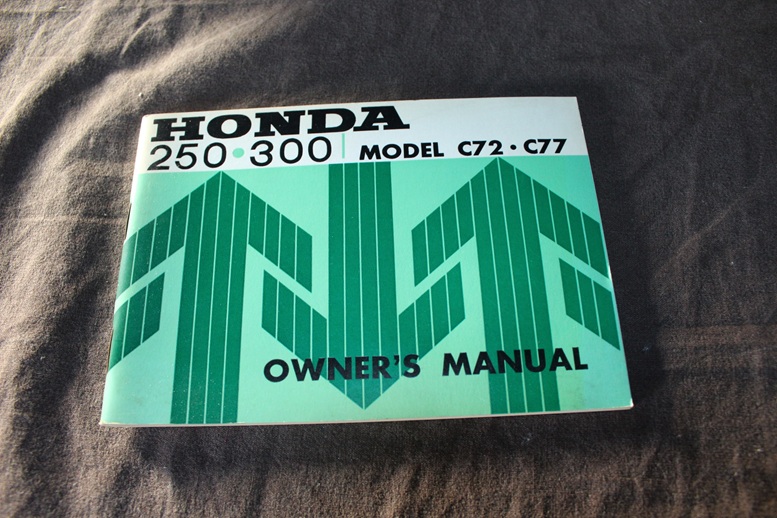 HONDA
250•300 | MODEL C72・C77
OWNER'S MANUAL